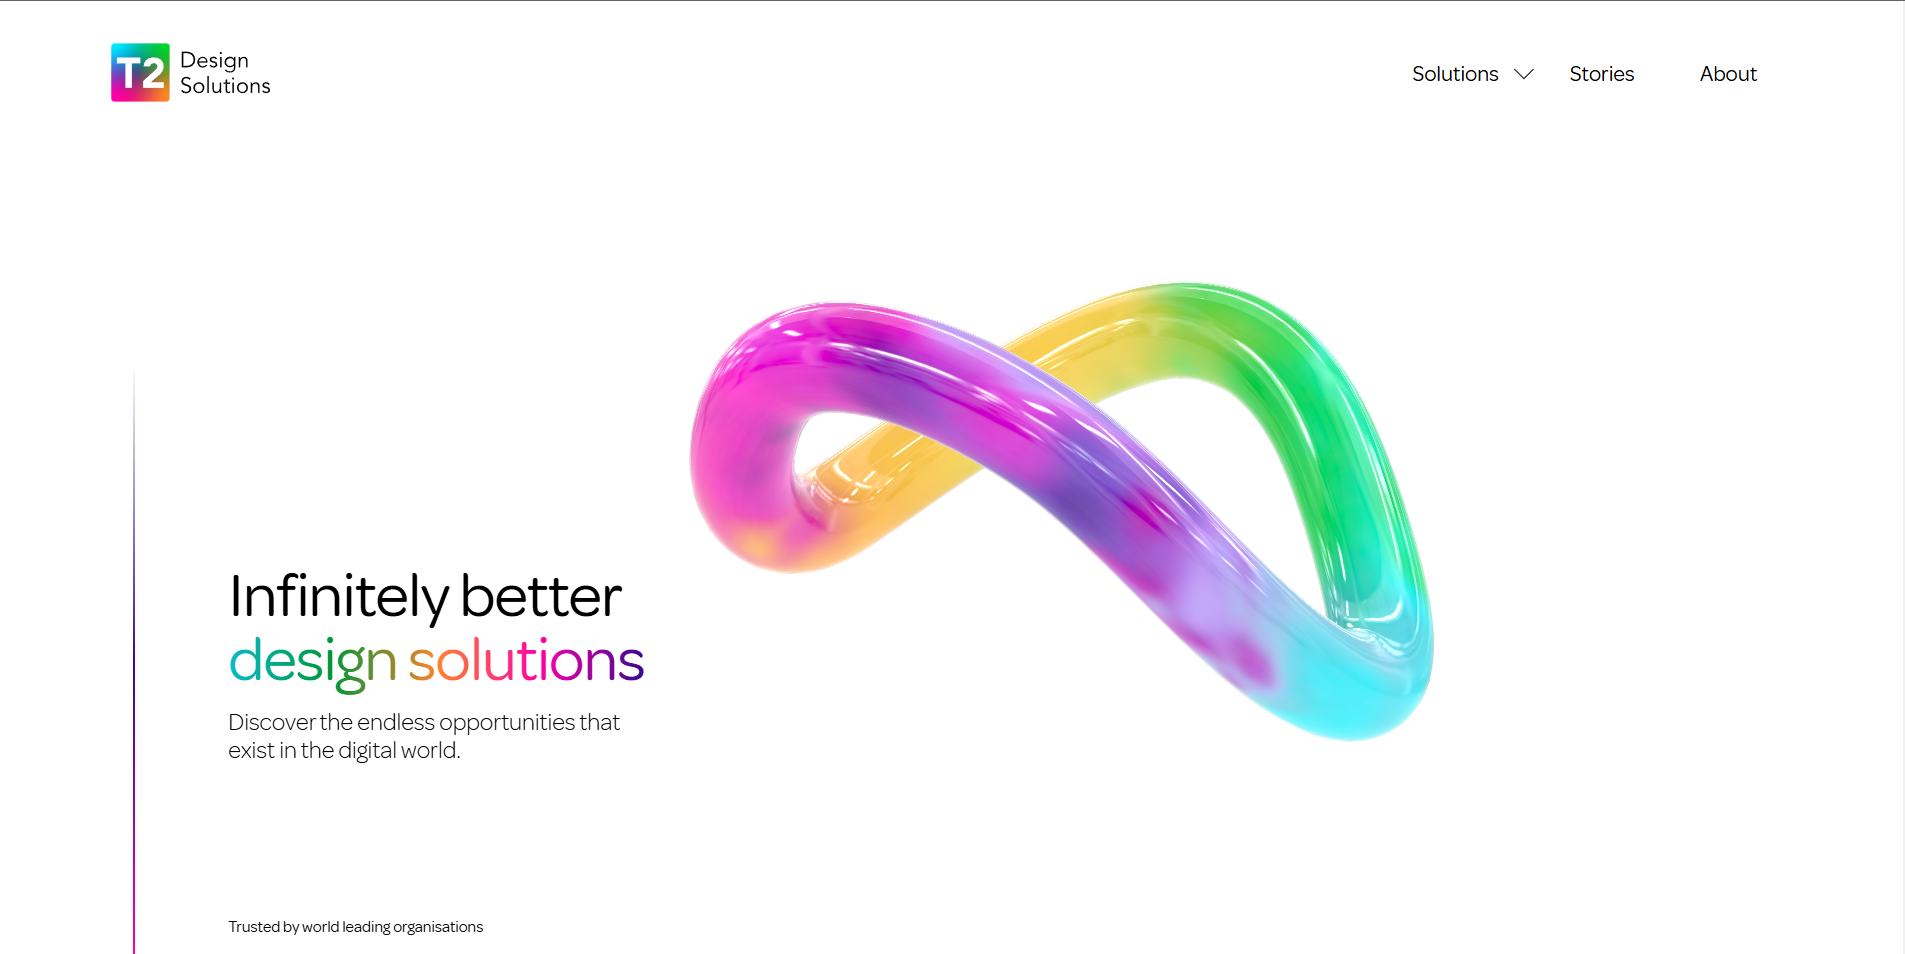 T2
Design
Solutions
Solutions
Stories
About
Infinitely better
design solutions
Discover the endless opportunities that
exist in the digital world.
Trusted by world leading organisations